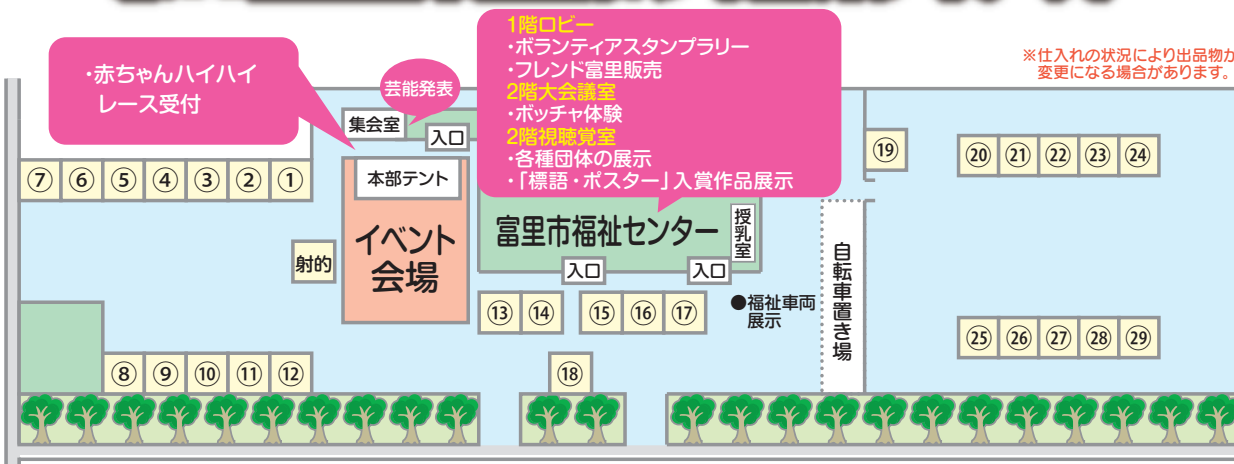 1階ロビー
・ボランティアスタンプラリー
・フレンド富里販売
2階大会議室
・ボッチャ体験
2階視聴覚室
・各種団体の展示
・「標語・ポスター」入賞作品展示
※仕入れの状況により出品物が
変更になる場合があります。
・赤ちゃんハイハイ
レース受付
芸能発表
集会室
入口
⑲
⑳ ㉑ ㉒ ㉓ ㉔
⑦ ⑥ ⑤ ④ ③ ② ①
本部テント
イベント
会場
富里市福祉センター
授乳室
射的
入口
入口
自転車置き場
⑬ ⑭ ⑮ ⑯ ⑰
●福祉車両
展示
㉕ ㉖ ㉗ ㉘ ㉙
⑧ ⑨ ⑩ ⑪ ⑫
⑱